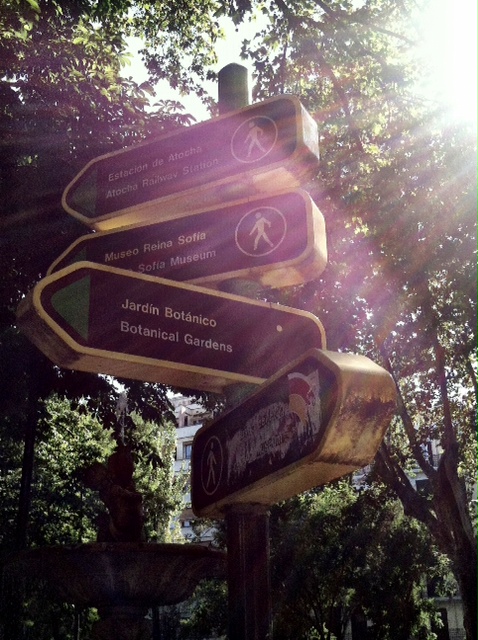 Estación de Atocha
Atocha Railway Station
Museo Reina Sofía
Sofía Museum
Jardín Botánico
Botanical Gardens